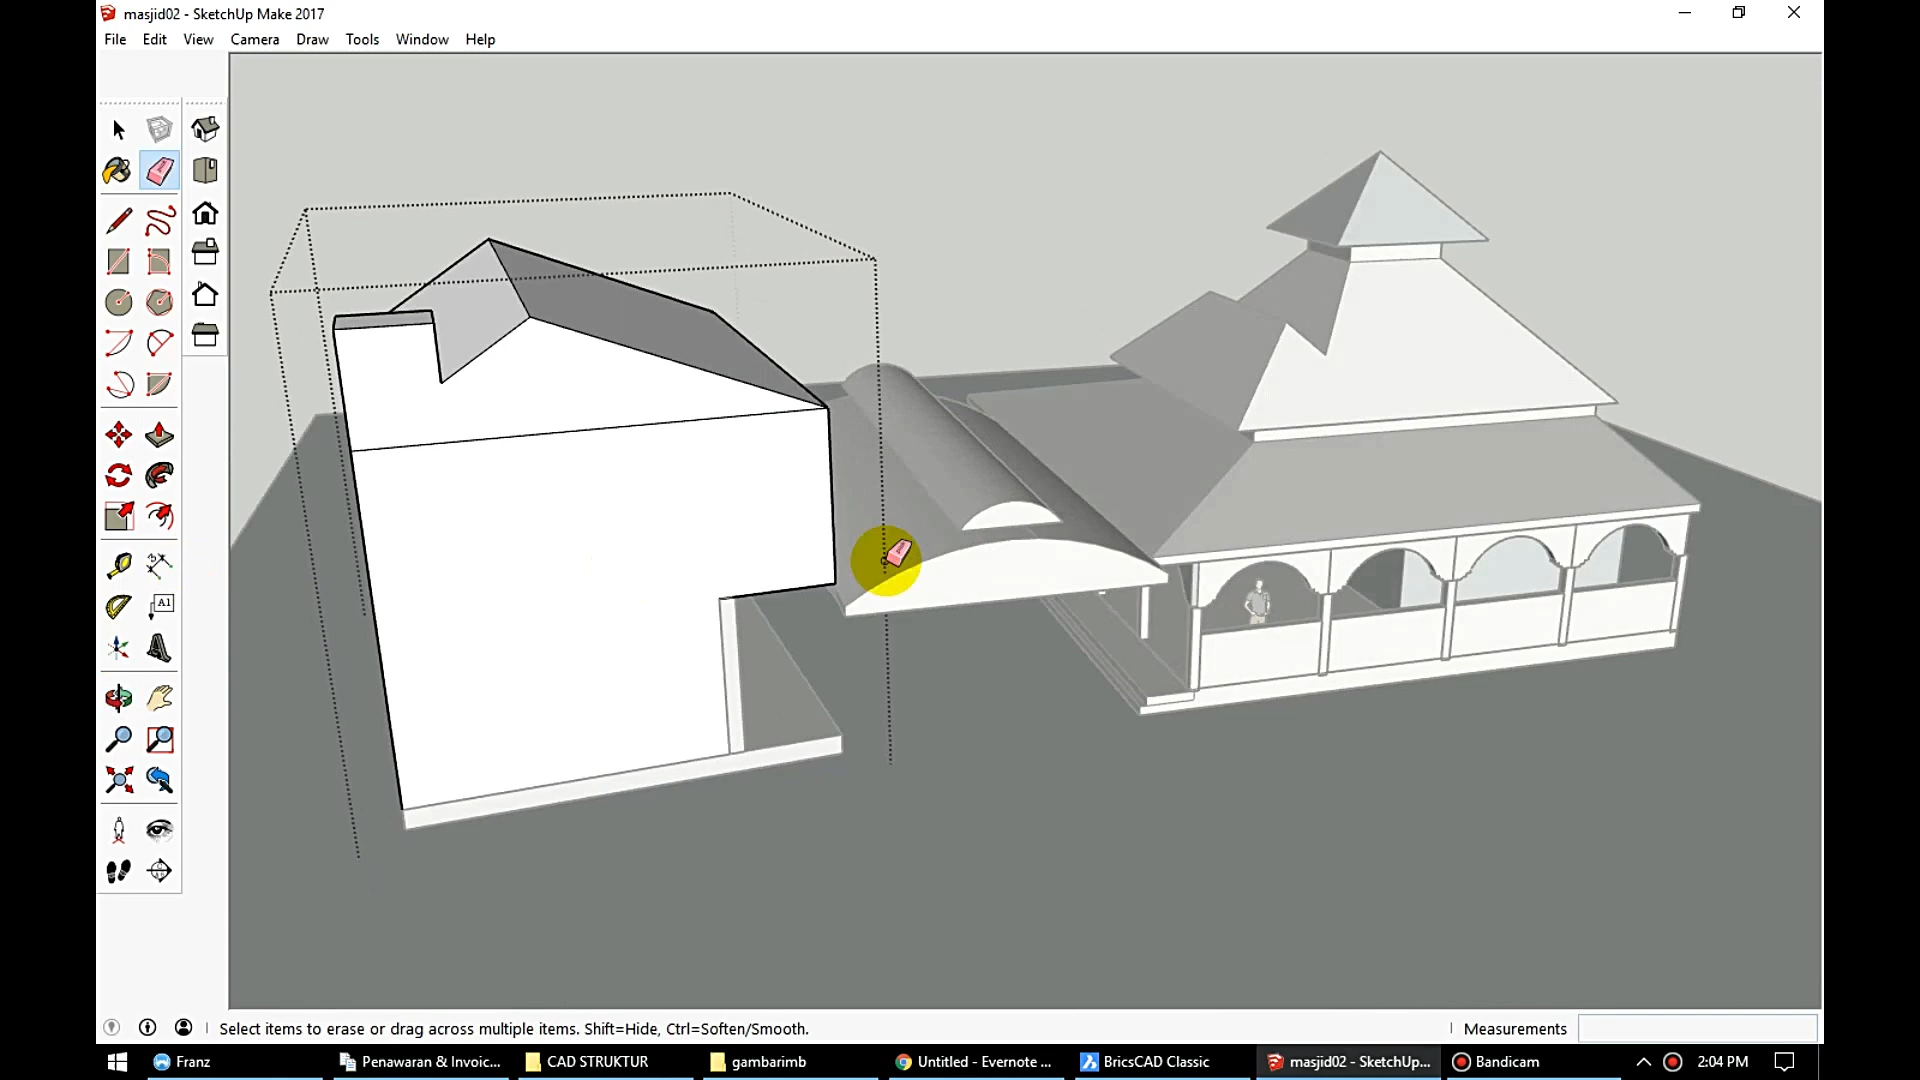 masjid02 - SketchUp Make 2017
File Edit View Camera Draw Tools Window Help
A1
Select items to erase or drag across multiple items. Shift=Hide, Ctrl=Soften/Smooth.
Measurements
Franz
Penawaran & Invoic...
CAD STRUKTUR
gambarimb
Untitled - Evernote ...
BricsCAD Classic
masjid02 - SketchUp...
Bandicam
2:04 PM